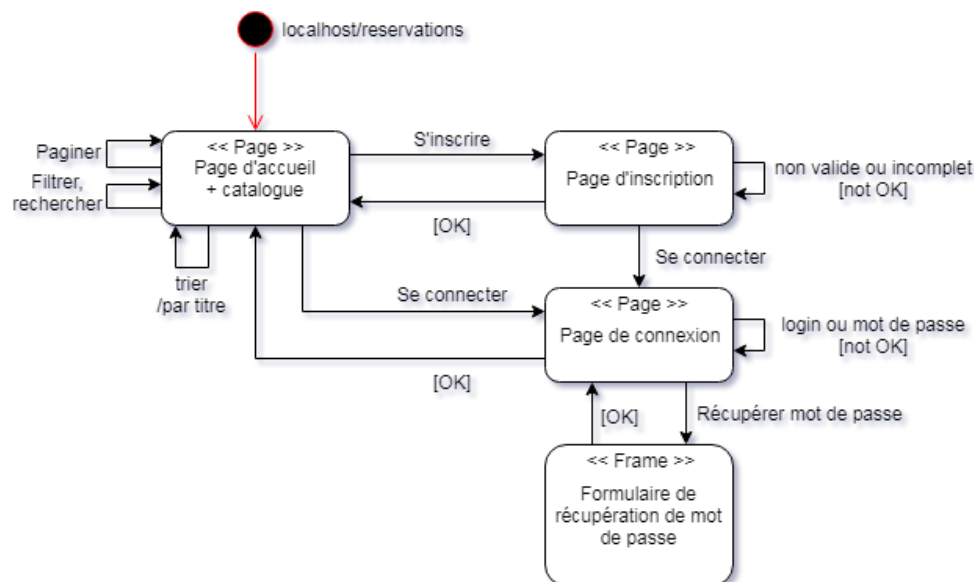 localhost/reservations
<< Page >>
Page d'accueil
+ catalogue
Paginer
Filtrer,
rechercher
trier
/par titre
S'inscrire
[OK]
<< Page >>
Page d'inscription
non valide ou incomplet
[not OK]
Se connecter
Se connecter
[OK]
<< Page >>
Page de connexion
login ou mot de passe
[not OK]
[OK]
Récupérer mot de passe
<< Frame >>
Formulaire de
récupération de mot
de passe